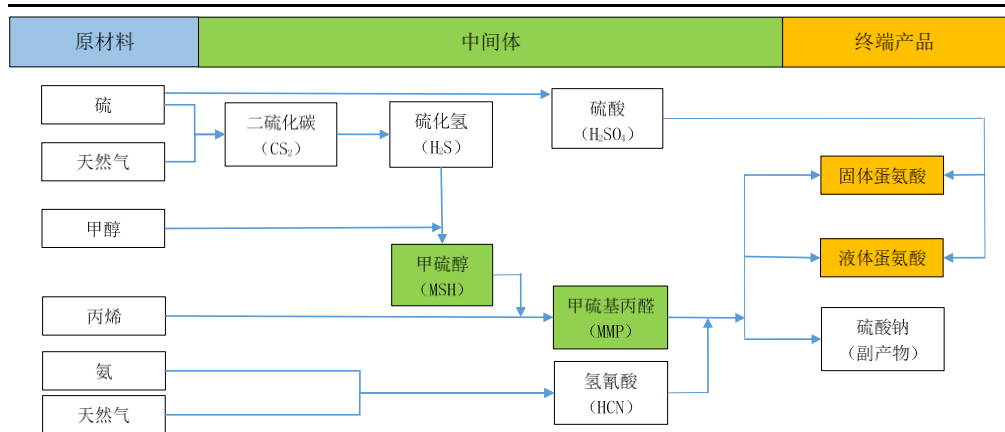 原材料
中间体
终端产品
硫
二硫化碳
（CS₂）
硫化氢
（H₂S）
硫酸
（H₂SO₄）
天然气
固体蛋氨酸
甲醇
甲硫醇
（MSH）
液体蛋氨酸
丙烯
甲硫基丙醛
（MMP）
硫酸钠
（副产物）
氨
氢氰酸
（HCN）
天然气